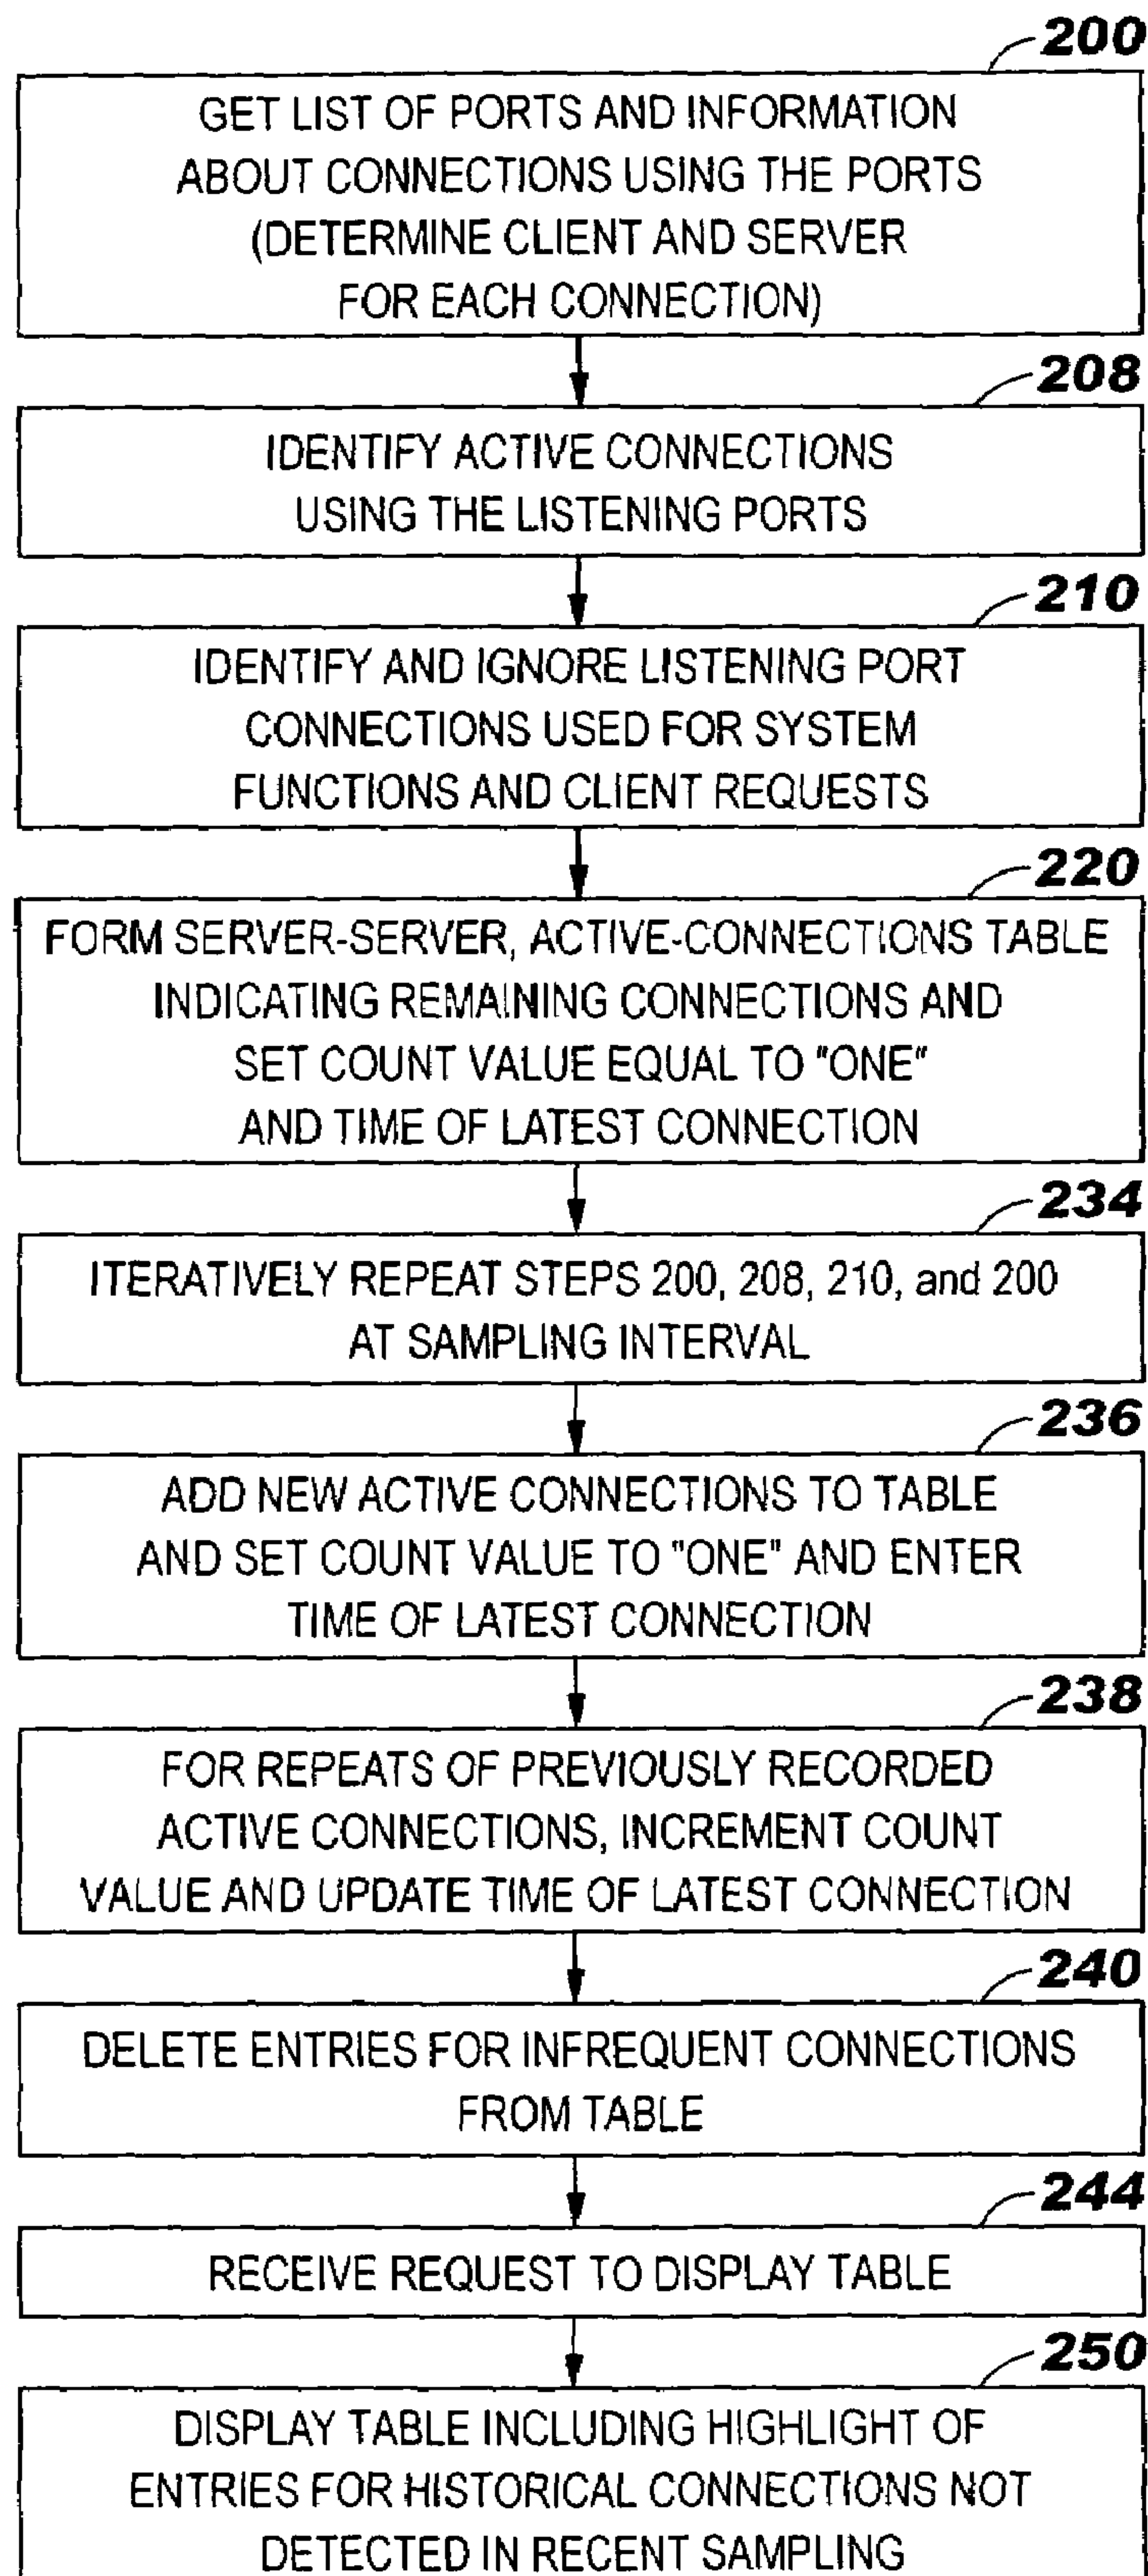 200
GET LIST OF PORTS AND INFORMATION
ABOUT CONNECTIONS USING THE PORTS
(DETERMINE CLIENT AND SERVER
FOR EACH CONNECTION)
208
IDENTIFY ACTIVE CONNECTIONS
USING THE LISTENING PORTS
210
IDENTIFY AND IGNORE LISTENING PORT
CONNECTIONS USED FOR SYSTEM
FUNCTIONS AND CLIENT REQUESTS
220
FORM SERVER-SERVER, ACTIVE-CONNECTIONS TABLE
INDICATING REMAINING CONNECTIONS AND
SET COUNT VALUE EQUAL TO "ONE"
AND TIME OF LATEST CONNECTION
234
ITERATIVELY REPEAT STEPS 200, 208, 210, and 200
AT SAMPLING INTERVAL
236
ADD NEW ACTIVE CONNECTIONS TO TABLE
AND SET COUNT VALUE TO "ONE" AND ENTER
TIME OF LATEST CONNECTION
238
FOR REPEATS OF PREVIOUSLY RECORDED
ACTIVE CONNECTIONS, INCREMENT COUNT
VALUE AND UPDATE TIME OF LATEST CONNECTION
240
DELETE ENTRIES FOR INFREQUENT CONNECTIONS
FROM TABLE
244
RECEIVE REQUEST TO DISPLAY TABLE
250
DISPLAY TABLE INCLUDING HIGHLIGHT OF
ENTRIES FOR HISTORICAL CONNECTIONS NOT
DETECTED IN RECENT SAMPLING